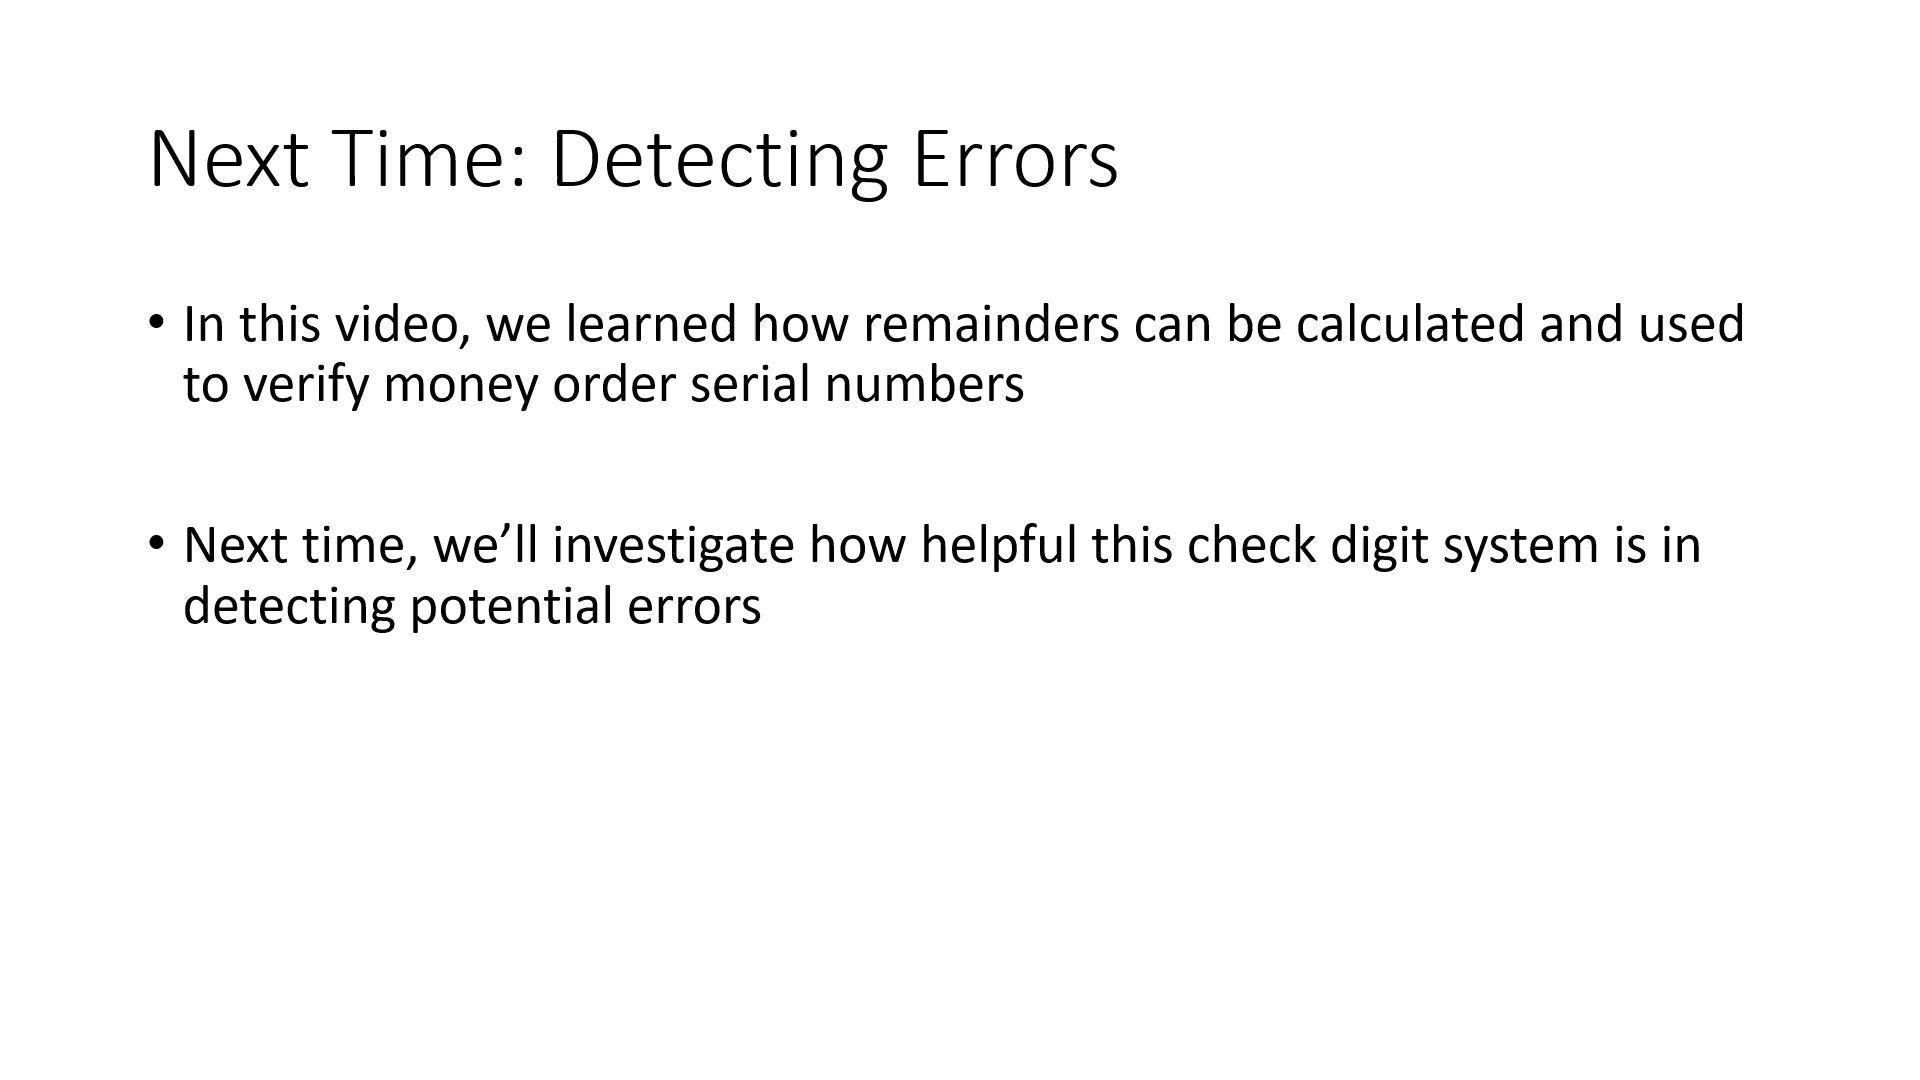 Next Time: Detecting Errors
• In this video, we learned how remainders can be calculated and used
to verify money order serial numbers
• Next time, we’ll investigate how helpful this check digit system is in
detecting potential errors